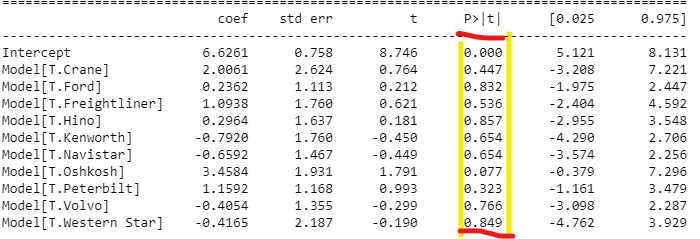 coef std err t P>|t| [0.025 0.975]
Intercept 6.6261 0.758 8.746 0.000 5.121 8.131
Model[T.Crane] 2.0061 2.624 0.764 0.447 -3.208 7.221
Model[T.Ford] 0.2362 1.113 0.212 0.832 -1.975 2.447
Model[T.Freightliner] 1.0938 1.760 0.621 0.536 -2.404 4.592
Model[T.Hino] 0.2964 1.637 0.181 0.857 -2.955 3.548
Model[T.Kenworth] -0.7920 1.760 -0.450 0.654 -4.290 2.706
Model[T.Navistar] -0.6592 1.467 -0.449 0.654 -3.574 2.256
Model[T.Oshkosh] 3.4584 1.931 1.791 0.077 -0.379 7.296
Model[T.Peterbilt] 1.1592 1.168 0.993 0.323 -1.161 3.479
Model[T.Volvo] -0.4054 1.355 -0.299 0.766 -3.098 2.287
Model[T.Western Star] -0.4165 2.187 -0.190 0.849 -4.762 3.929